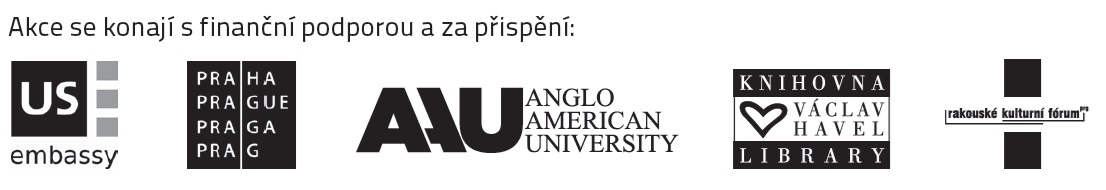 Akce se konají s finanční podporou a za přispění:
US
embassy
PRA HA
PRA GUE
PRA GA
PRA G
AAU
ANGLO
AMERICAN
UNIVERSITY
KNIHOVNA
VÁCLAV
HAVEL
LIBRARY
rakouské kulturní fórum prg